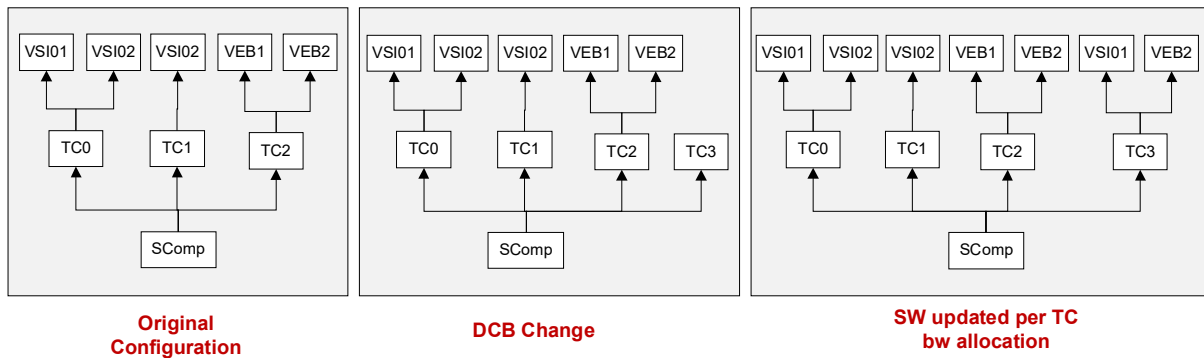 VSI01 VSI02 VSI02 VEB1 VEB2
TC0 TC1 TC2
SComp
Original
Configuration
VSI01 VSI02 VSI02 VEB1 VEB2
TC0 TC1 TC2 TC3
SComp
DCB Change
VSI01 VSI02 VSI02 VEB1 VEB2 VSI01 VEB2
TC0 TC1 TC2 TC3
SComp
SW updated per TC
bw allocation